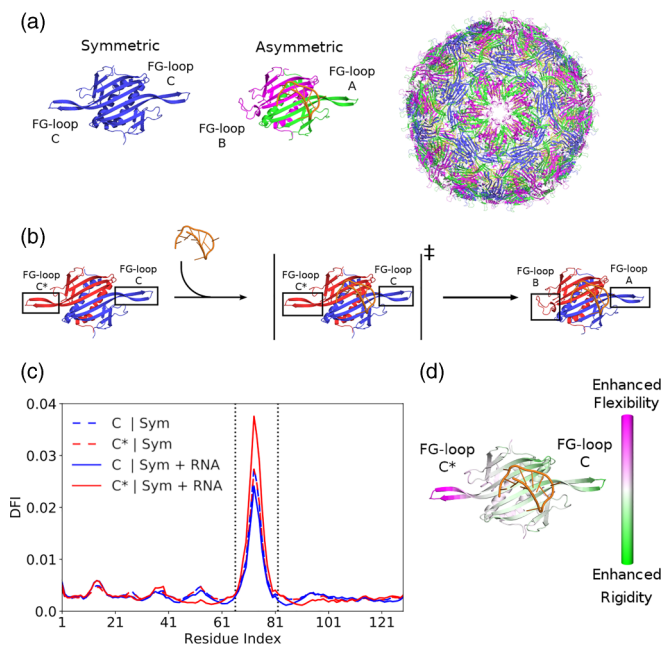 (a)
Symmetric
FG-loop
C
FG-loop
C
Asymmetric
FG-loop
A
FG-loop
B
(b)
FG-loop
C*
FG-loop
C
FG-loop
C*
FG-loop
C
‡
FG-loop
B
FG-loop
A
(c)
0.04
0.03
0.02
0.01
0.0
DFI
C | Sym
C* | Sym
C | Sym + RNA
C* | Sym + RNA
1 21 41 61 81 101 121
Residue Index
(d)
Enhanced
Flexibility
FG-loop
C*
FG-loop
C
Enhanced
Rigidity